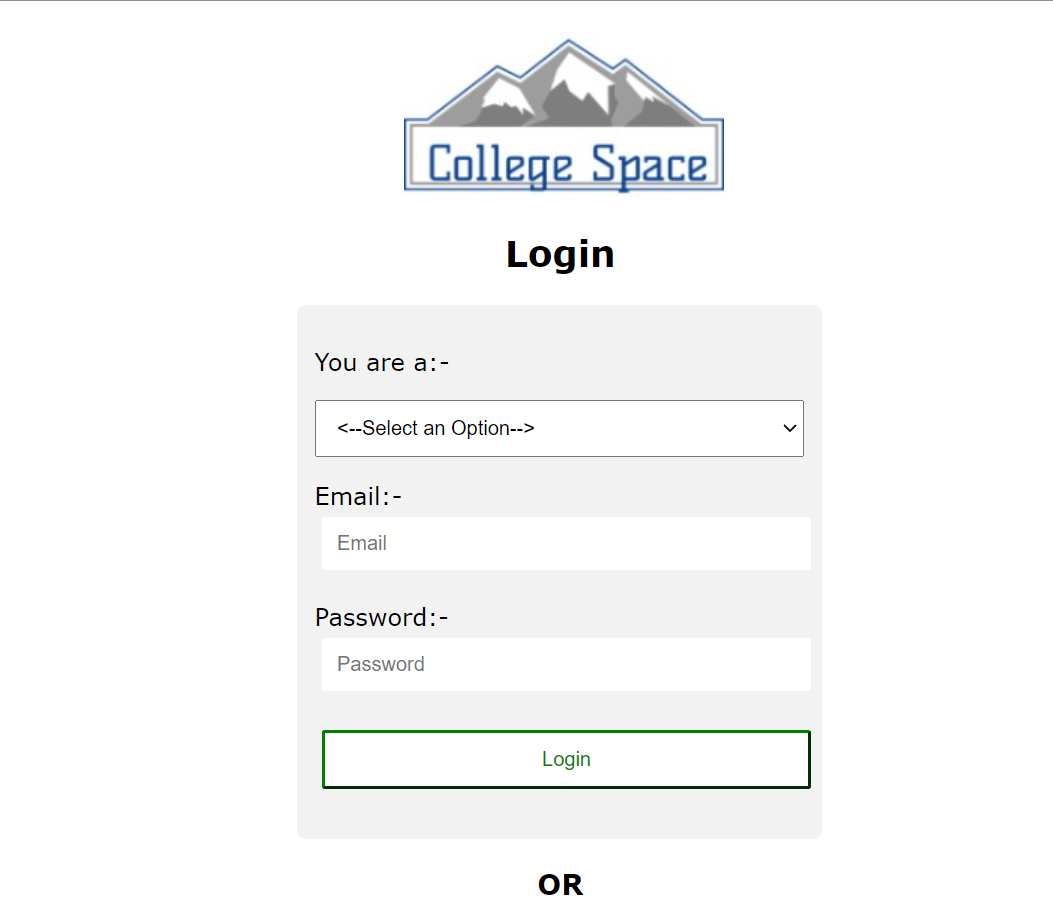 College Space
Login
You are a:-
<--Select an Option-->
Email:-
Email
Password:-
Password
Login
OR